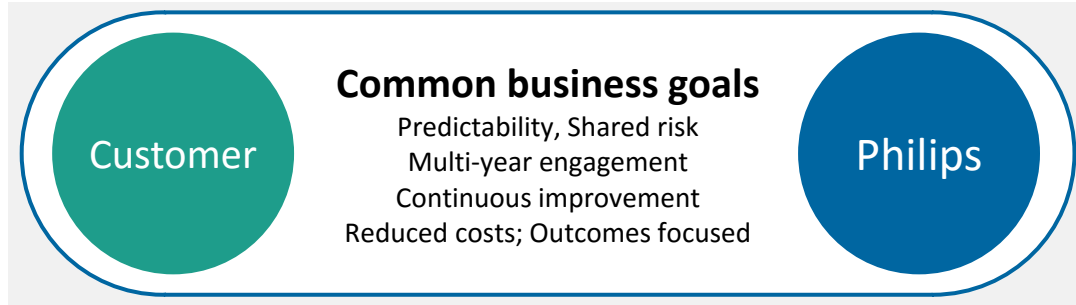 Customer
Common business goals
Predictability, Shared risk
Multi-year engagement
Continuous improvement
Reduced costs; Outcomes focused
Philips